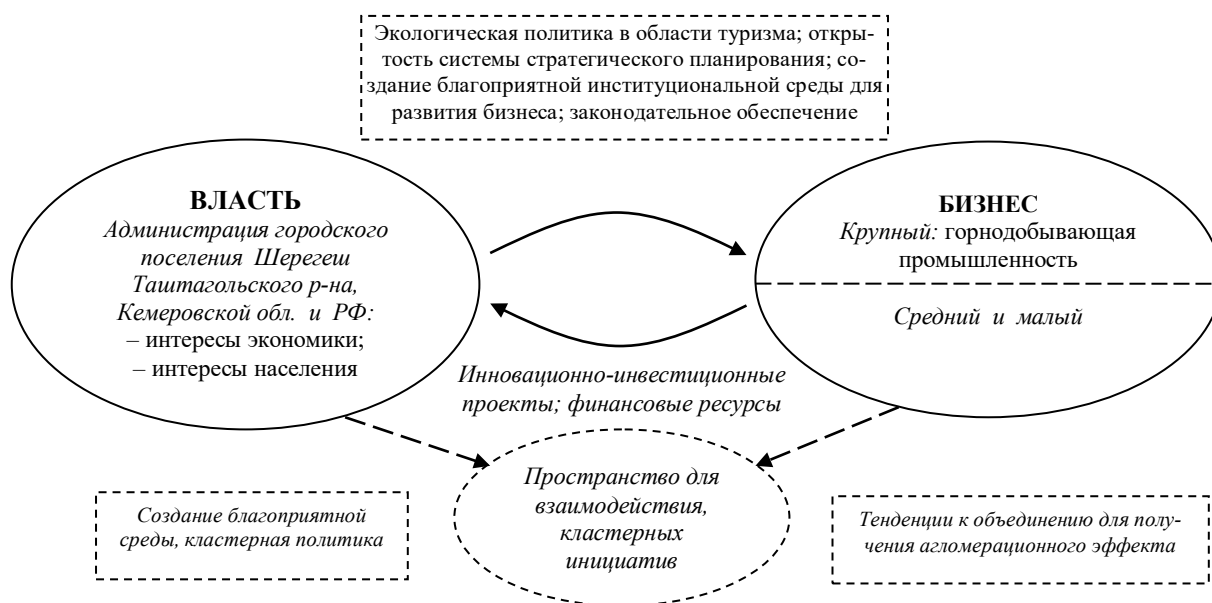 Экологическая политика в области туризма; откры-
тость системы стратегического планирования; со-
здание благоприятной институциональной среды для
развития бизнеса; законодательное обеспечение
ВЛАСТЬ
Администрация городского
поселения Шерегеш
Таштагольского р-на,
Кемеровской обл. и РФ:
– интересы экономики;
– интересы населения
БИЗНЕС
Крупный: горнодобывающая
промышленность
Средний и малый
Инновационно-инвестиционные
проекты; финансовые ресурсы
Пространство для
взаимодействия,
кластерных
инициатив
Создание благоприятной
среды, кластерная политика
Тенденции к объединению для полу-
чения агломерационного эффекта